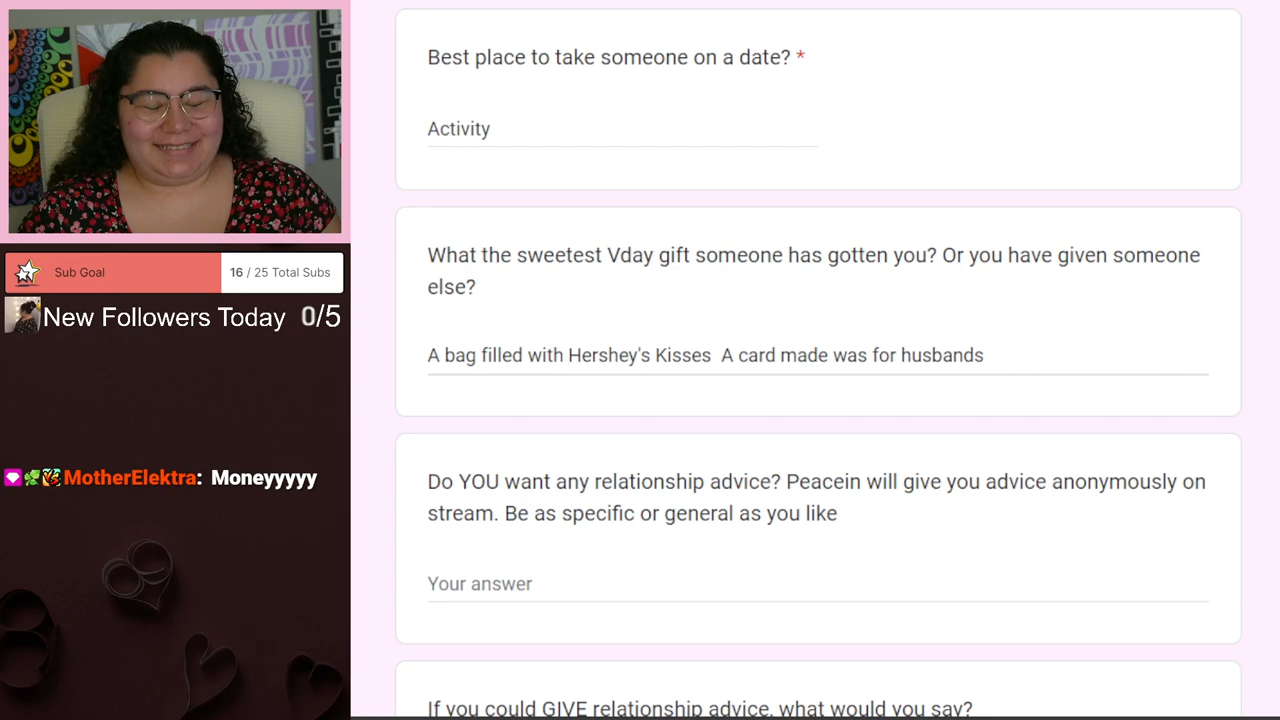 Best place to take someone on a date? *
Activity
What the sweetest Vday gift someone has gotten you? Or you have given someone
else?
A bag filled with Hershey's Kisses  A card made was for husbands
Do YOU want any relationship advice? Peacein will give you advice anonymously on
stream. Be as specific or general as you like
Your answer
If you could GIVE relationship advice, what would you say?
Sub Goal
16 / 25 Total Subs
New Followers Today 0/5
MotherElektra: Moneyyyyy